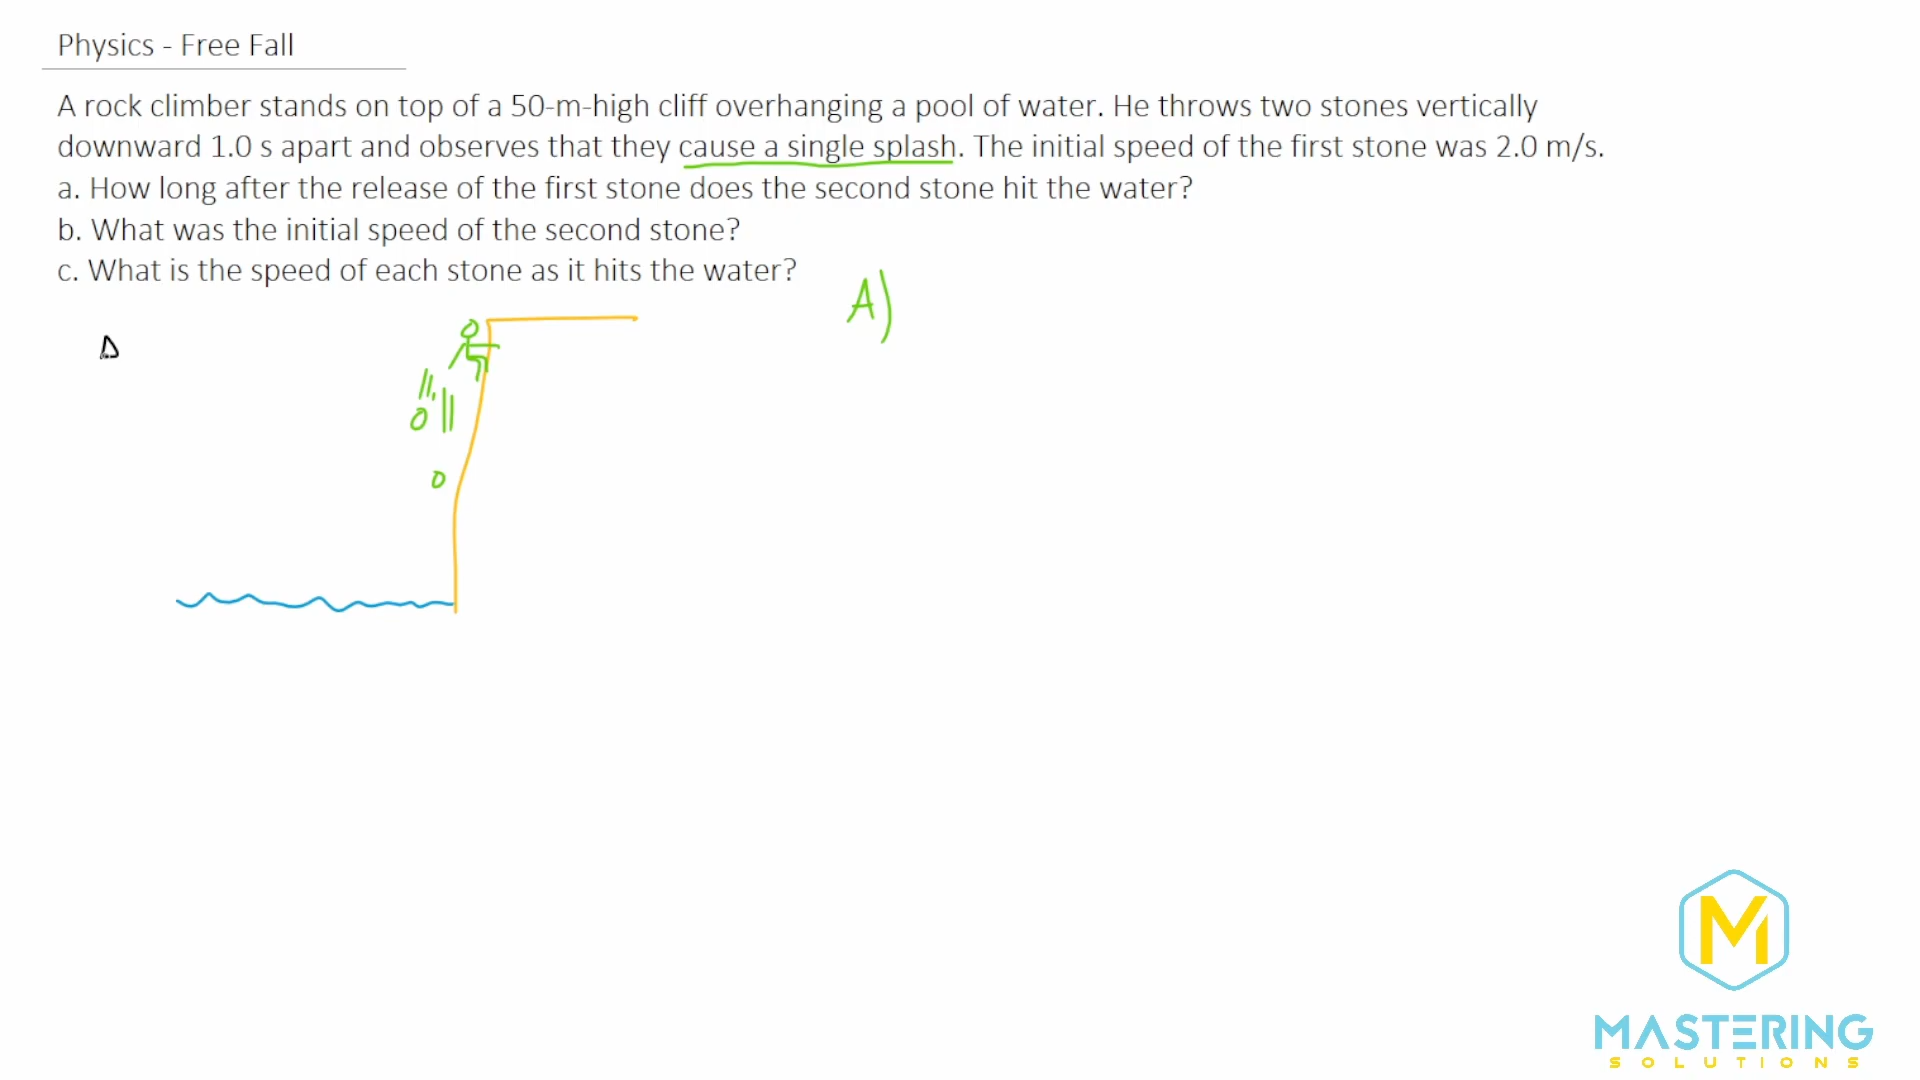 Physics - Free Fall
A rock climber stands on top of a 50-m-high cliff overhanging a pool of water. He throws two stones vertically
downward 1.0 s apart and observes that they cause a single splash. The initial speed of the first stone was 2.0 m/s.
a. How long after the release of the first stone does the second stone hit the water?
b. What was the initial speed of the second stone?
c. What is the speed of each stone as it hits the water?
A)
Δ
MASTERING
SOLUTIONS